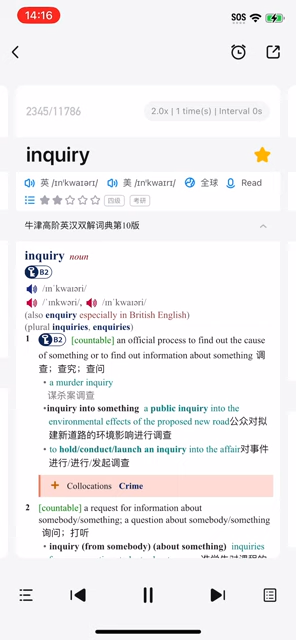 14:16
SOS
2345/11786
2.0x | 1 time(s) | Interval 0s
inquiry
英 /ɪnˈkwaɪərɪ/ 美 /ɪnˈkwaɪərɪ/ 全球 Read
四级 考研
牛津高阶英汉双解词典第10版
inquiry noun
B2
/ɪnˈkwaɪəri/
/ˈɪnkwəri/, /ɪnˈkwaɪəri/
(also enquiry especially in British English)
(plural inquiries, enquiries)
1 B2 [countable] an official process to find out the cause
of something or to find out information about something 调
查；查究；查问
• a murder inquiry
谋杀案调查
•inquiry into something a public inquiry into the
environmental effects of the proposed new road公众对拟
建新道路的环境影响进行调查
• to hold/conduct/launch an inquiry into the affair对事件
进行/进行/发起调查
+ Collocations Crime
2 [countable] a request for information about
somebody/something; a question about somebody/something
询问；打听
• inquiry (from somebody) (about something) inquiries